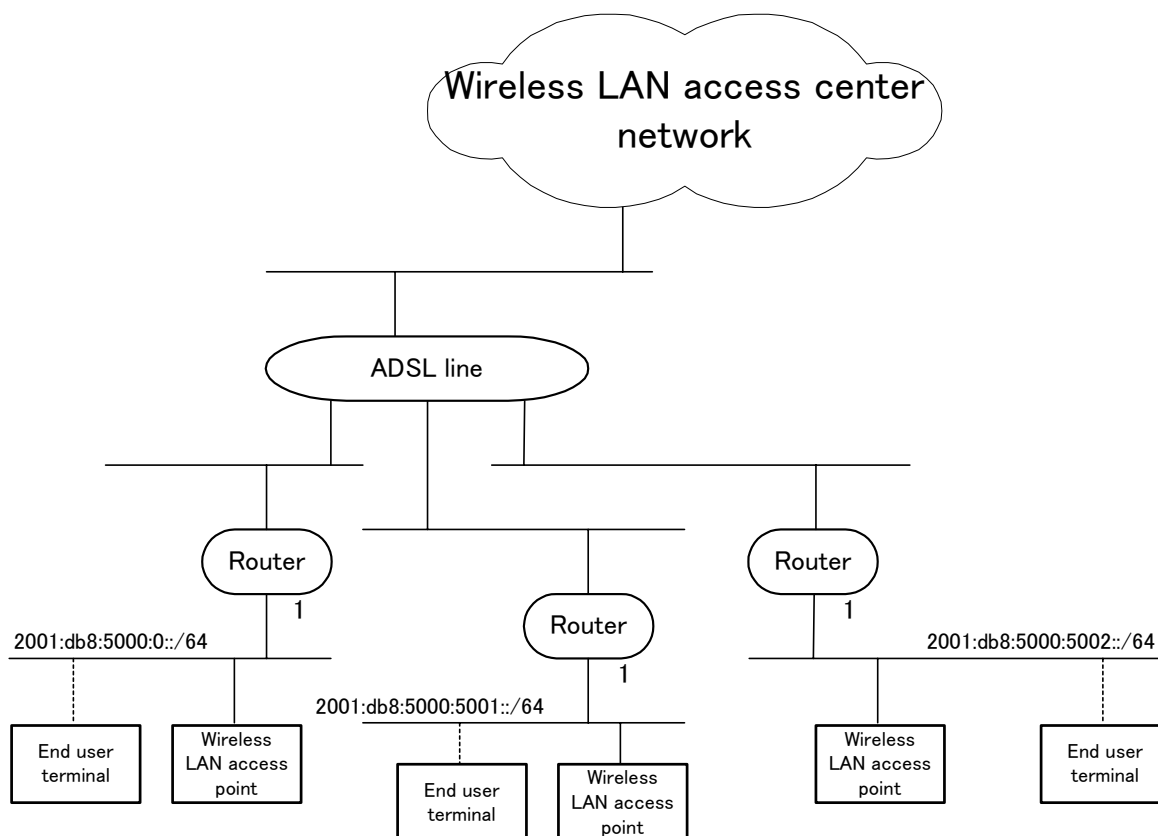 Wireless LAN access center
network
ADSL line
Router
1
Router
1
Router
1
2001:db8:5000:0::/64
2001:db8:5000:5001::/64
2001:db8:5000:5002::/64
End user
terminal
Wireless
LAN access
point
End user
terminal
Wireless
LAN access
point
Wireless
LAN access
point
End user
terminal